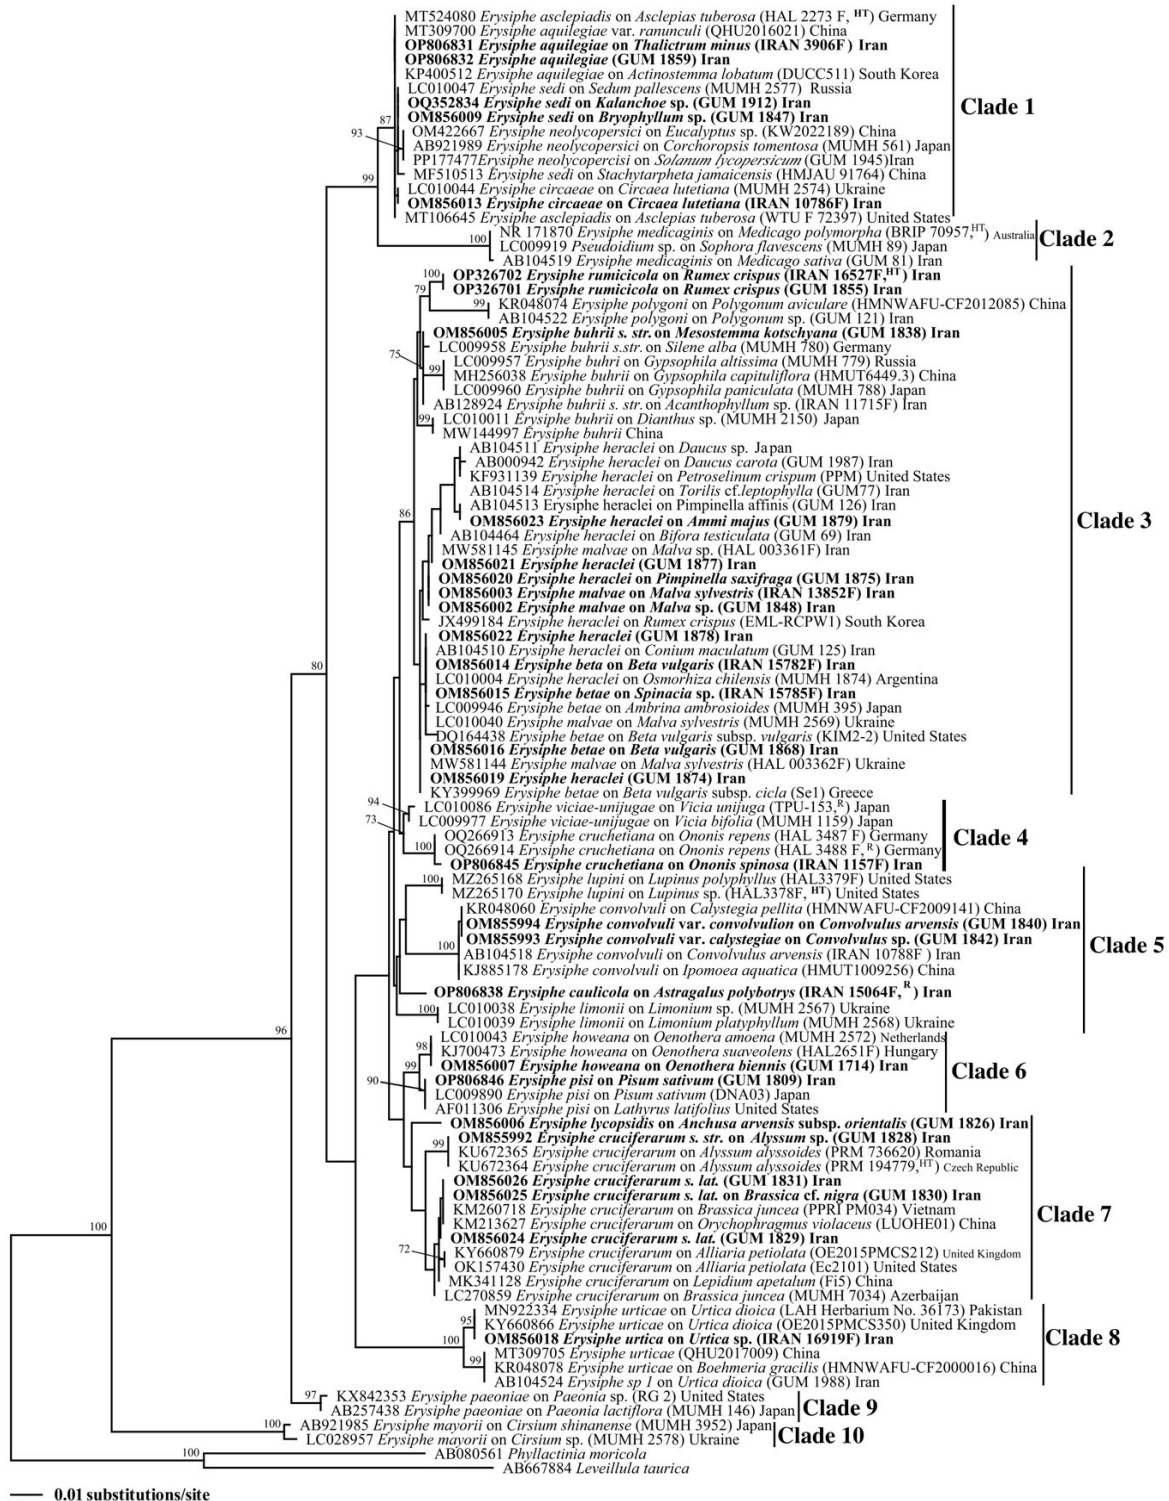 MT524080 Erysiphe asclepiadis on Asclepias tuberosa (HAL 2273 F, HT) Germany
MT309700 Erysiphe aquilegiae var. ranunculi (QHU2016021) China
OP806831 Erysiphe aquilegiae on Thalictrum minus (IRAN 3906F) Iran
OP806832 Erysiphe aquilegiae (GUM 1859) Iran
KP400512 Erysiphe aquilegiae on Actinostemma lobatum (DUCC511) South Korea
LC010047 Erysiphe sedi on Sedum pallescens (MUMH 2577) Russia
OQ352834 Erysiphe sedi on Kalanchoe sp. (GUM 1912) Iran
Clade 1
OM856009 Erysiphe sedi on Bryophyllum sp. (GUM 1847) Iran
87
93
OM422667 Erysiphe neolycopersici on Eucalyptus sp. (KW2022189) China
AB921989 Erysiphe neolycopersici on Corchoropsis tomentosa (MUMH 561) Japan
PP177477Erysiphe neolycopercisi on Solanum lycopersicum (GUM 1945)Iran
MF510513 Erysiphe sedi on Stachytarpheta jamaicensis (HMJAU 91764) China
99
LC010044 Erysiphe circaeae on Circaea lutetiana (MUMH 2574) Ukraine
OM856013 Erysiphe circaeae on Circaea lutetiana (IRAN 10786F) Iran
MT106645 Erysiphe asclepiadis on Asclepias tuberosa (WTU F 72397) United States
NR 171870 Erysiphe medicaginis on Medicago polymorpha (BRIP 70957,HT) Australia
100
LC009919 Pseudoidium sp. on Sophora flavescens (MUMH 89) Japan
Clade 2
AB104519 Erysiphe medicaginis on Medicago sativa (GUM 81) Iran
100
OP326702 Erysiphe rumicicola on Rumex crispus (IRAN 16527F,HT) Iran
79
OP326701 Erysiphe rumicicola on Rumex crispus (GUM 1855) Iran
99
KR048074 Erysiphe polygoni on Polygonum aviculare (HMNWAFU-CF2012085) China
AB104522 Erysiphe polygoni on Polygonum sp. (GUM 121) Iran
OM856005 Erysiphe buhrii s. str. on Mesostemma kotschyana (GUM 1838) Iran
LC009958 Erysiphe buhrii s.str. on Silene alba (MUMH 780) Germany
75
LC009957 Erysiphe buhri on Gypsophila altissima (MUMH 779) Russia
99
MH256038 Erysiphe buhrii on Gypsophila capituliflora (HMUT6449.3) China
LC009960 Erysiphe buhrii on Gypsophila paniculata (MUMH 788) Japan
AB128924 Erysiphe buhrii s. str. on Acanthophyllum sp. (IRAN 11715F) Iran
99
LC010011 Erysiphe buhrii on Dianthus sp. (MUMH 2150) Japan
MW144997 Erysiphe buhrii China
AB104511 Erysiphe heraclei on Daucus sp. Japan
AB000942 Erysiphe heraclei on Daucus carota (GUM 1987) Iran
KF931139 Erysiphe heraclei on Petroselinum crispum (PPM) United States
AB104514 Erysiphe heraclei on Torilis cf.leptophylla (GUM77) Iran
AB104513 Erysiphe heraclei on Pimpinella affinis (GUM 126) Iran
86
OM856023 Erysiphe heraclei on Ammi majus (GUM 1879) Iran
Clade 3
AB104464 Erysiphe heraclei on Bifora testiculata (GUM 69) Iran
MW581145 Erysiphe malvae on Malva sp. (HAL 003361F) Iran
OM856021 Erysiphe heraclei (GUM 1877) Iran
OM856020 Erysiphe heraclei on Pimpinella saxifraga (GUM 1875) Iran
OM856003 Erysiphe malvae on Malva sylvestris (IRAN 13852F) Iran
OM856002 Erysiphe malvae on Malva sp. (GUM 1848) Iran
JX499184 Erysiphe heraclei on Rumex crispus (EML-RCPW1) South Korea
OM856022 Erysiphe heraclei (GUM 1878) Iran
AB104510 Erysiphe heraclei on Conium maculatum (GUM 125) Iran
80
OM856014 Erysiphe beta on Beta vulgaris (IRAN 15782F) Iran
LC010004 Erysiphe heraclei on Osmorhiza chilensis (MUMH 1874) Argentina
OM856015 Erysiphe betae on Spinacia sp. (IRAN 15785F) Iran
LC009946 Erysiphe betae on Ambrina ambrosioides (MUMH 395) Japan
LC010040 Erysiphe malvae on Malva sylvestris (MUMH 2569) Ukraine
DQ164438 Erysiphe betae on Beta vulgaris subsp. vulgaris (KIM2-2) United States
OM856016 Erysiphe betae on Beta vulgaris (GUM 1868) Iran
MW581144 Erysiphe malvae on Malva sylvestris (HAL 003362F) Ukraine
OM856019 Erysiphe heraclei (GUM 1874) Iran
KY399969 Erysiphe betae on Beta vulgaris subsp. cicla (Se1) Greece
94
LC010086 Erysiphe viciae-unijugae on Vicia unijuga (TPU-153,R) Japan
73
LC009977 Erysiphe viciae-unijugae on Vicia bifolia (MUMH 1159) Japan
OQ266913 Erysiphe cruchetiana on Ononis repens (HAL 3487 F) Germany
Clade 4
100
OQ266914 Erysiphe cruchetiana on Ononis repens (HAL 3488 F, R) Germany
OP806845 Erysiphe cruchetiana on Ononis spinosa (IRAN 1157F) Iran
100
MZ265168 Erysiphe lupini on Lupinus polyphyllus (HAL3379F) United States
MZ265170 Erysiphe lupini on Lupinus sp. (HAL3378F, HT) United States
KR048060 Erysiphe convolvuli on Calystegia pellita (HMNWAFU-CF2009141) China
OM855994 Erysiphe convolvuli var. convolvulion on Convolvulus arvensis (GUM 1840) Iran
100
OM855993 Erysiphe convolvuli var. calystegiae on Convolvulus sp. (GUM 1842) Iran
Clade 5
AB104518 Erysiphe convolvuli on Convolvulus arvensis (IRAN 10788F ) Iran
KJ885178 Erysiphe convolvuli on Ipomoea aquatica (HMUT1009256) China
OP806838 Erysiphe caulicola on Astragalus polybotrys (IRAN 15064F, R ) Iran
100
LC010038 Erysiphe limonii on Limonium sp. (MUMH 2567) Ukraine
LC010039 Erysiphe limonii on Limonium platyphyllum (MUMH 2568) Ukraine
96
LC010043 Erysiphe howeana on Oenothera amoena (MUMH 2572) Netherlands
98
KJ700473 Erysiphe howeana on Oenothera suaveolens (HAL2651F) Hungary
99
OM856007 Erysiphe howeana on Oenothera biennis (GUM 1714) Iran
Clade 6
90
OP806846 Erysiphe pisi on Pisum sativum (GUM 1809) Iran
LC009890 Erysiphe pisi on Pisum sativum (DNA03) Japan
AF011306 Erysiphe pisi on Lathyrus latifolius United States
OM856006 Erysiphe lycopsidis on Anchusa arvensis subsp. orientalis (GUM 1826) Iran
OM855992 Erysiphe cruciferarum s. str. on Alyssum sp. (GUM 1828) Iran
99
KU672365 Erysiphe cruciferarum on Alyssum alyssoides (PRM 736620) Romania
KU672364 Erysiphe cruciferarum on Alyssum alyssoides (PRM 194779,HT) Czech Republic
OM856026 Erysiphe cruciferarum s. lat. (GUM 1831) Iran
OM856025 Erysiphe cruciferarum s. lat. on Brassica cf. nigra (GUM 1830) Iran
KM260718 Erysiphe cruciferarum on Brassica juncea (PPRI PM034) Vietnam
Clade 7
KM213627 Erysiphe cruciferarum on Orychophragmus violaceus (LUOHE01) China
100
OM856024 Erysiphe cruciferarum s. lat. (GUM 1829) Iran
72
KY660879 Erysiphe cruciferarum on Alliaria petiolata (OE2015PMCS212) United Kingdom
OK157430 Erysiphe cruciferarum on Alliaria petiolata (Ec2101) United States
MK341128 Erysiphe cruciferarum on Lepidium apetalum (Fi5) China
LC270859 Erysiphe cruciferarum on Brassica juncea (MUMH 7034) Azerbaijan
MN922334 Erysiphe urticae on Urtica dioica (LAH Herbarium No. 36173) Pakistan
95
KY660866 Erysiphe urticae on Urtica dioica (OE2015PMCS350) United Kingdom
100
OM856018 Erysiphe urtica on Urtica sp. (IRAN 16919F) Iran
Clade 8
MT309705 Erysiphe urticae (QHU2017009) China
99
KR048078 Erysiphe urticae on Boehmeria gracilis (HMNWAFU-CF2000016) China
AB104524 Erysiphe sp 1 on Urtica dioica (GUM 1988) Iran
97
KX842353 Erysiphe paeoniae on Paeonia sp. (RG 2) United States
AB257438 Erysiphe paeoniae on Paeonia lactiflora (MUMH 146) Japan
Clade 9
100
AB921985 Erysiphe mayorii on Cirsium shinanense (MUMH 3952) Japan
Clade 10
LC028957 Erysiphe mayorii on Cirsium sp. (MUMH 2578) Ukraine
100
AB080561 Phyllactinia moricola
AB667884 Leveillula taurica
0.01 substitutions/site